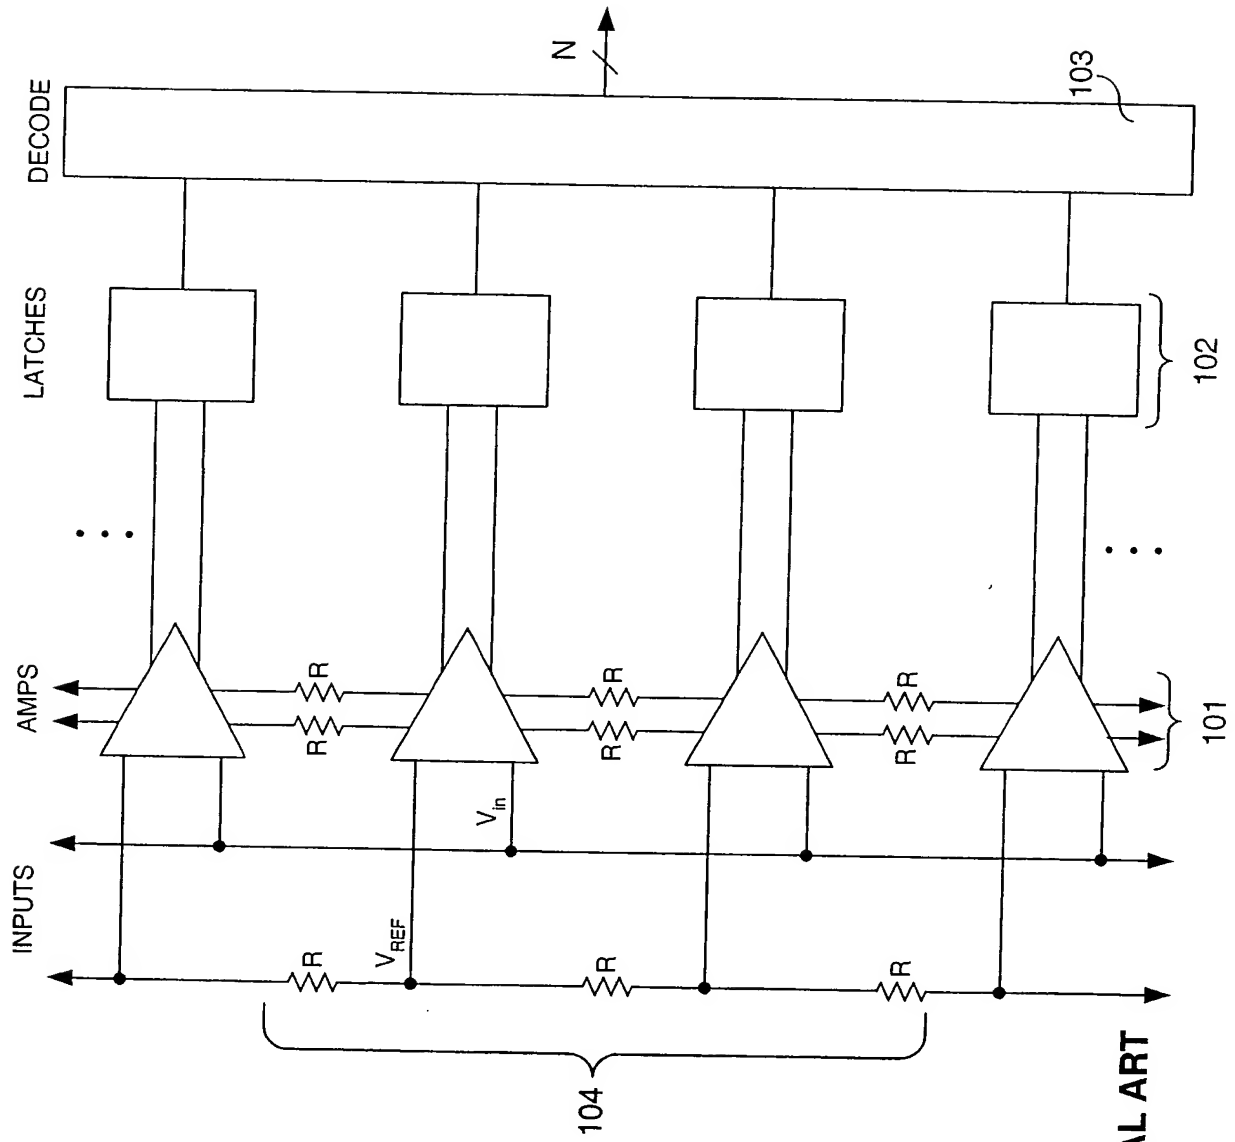 INPUTS
AMPS
LATCHES
DECODE
N
R
R
R
R
R
R
R
R
R
V_REF
V_in
104
101
102
103
AL ART